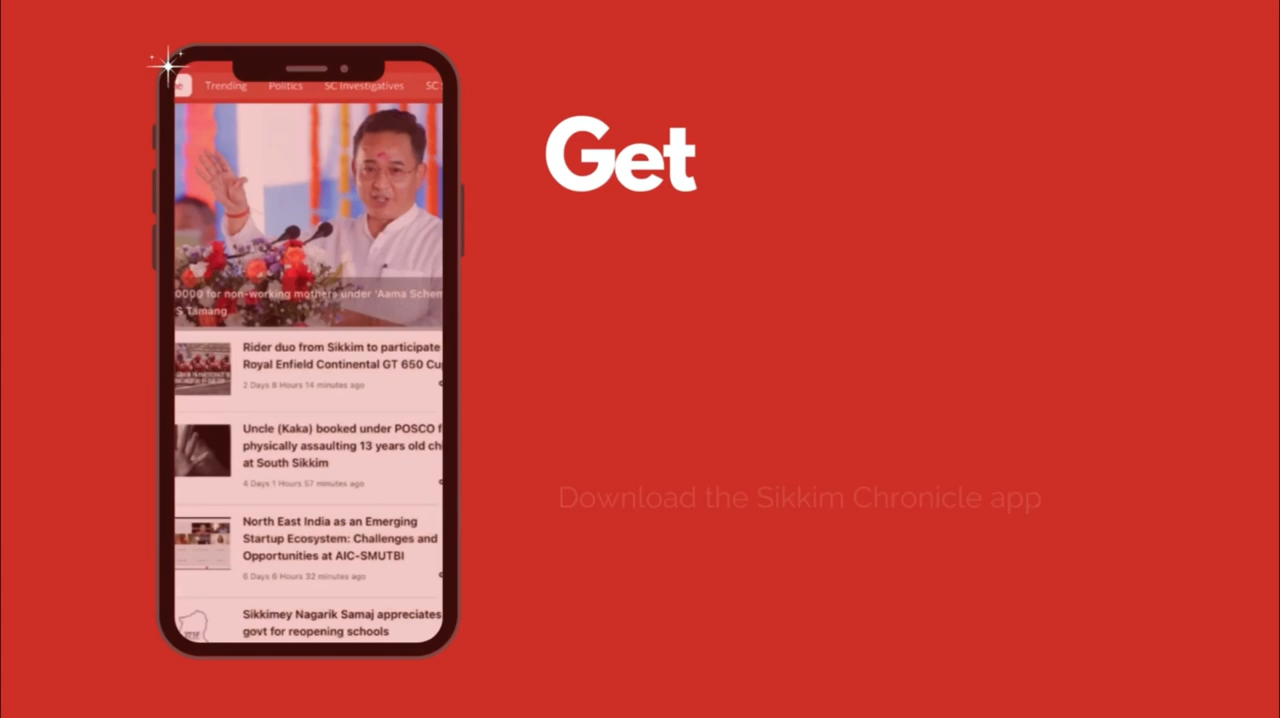 Trending Politics SC Investigatives SC
Get
0000 for non-working mothers under 'Aama Schem
S Tamang
Rider duo from Sikkim to participate
Royal Enfield Continental GT 650 Cu
2 Days 8 Hours 14 minutes ago
Uncle (Kaka) booked under POSCO f
physically assaulting 13 years old ch
at South Sikkim
4 Days 1 Hours 57 minutes ago
Download the Sikkim Chronicle app
North East India as an Emerging
Startup Ecosystem: Challenges and
Opportunities at AIC-SMUTBI
6 Days 6 Hours 32 minutes ago
Sikkimey Nagarik Samaj appreciates
govt for reopening schools